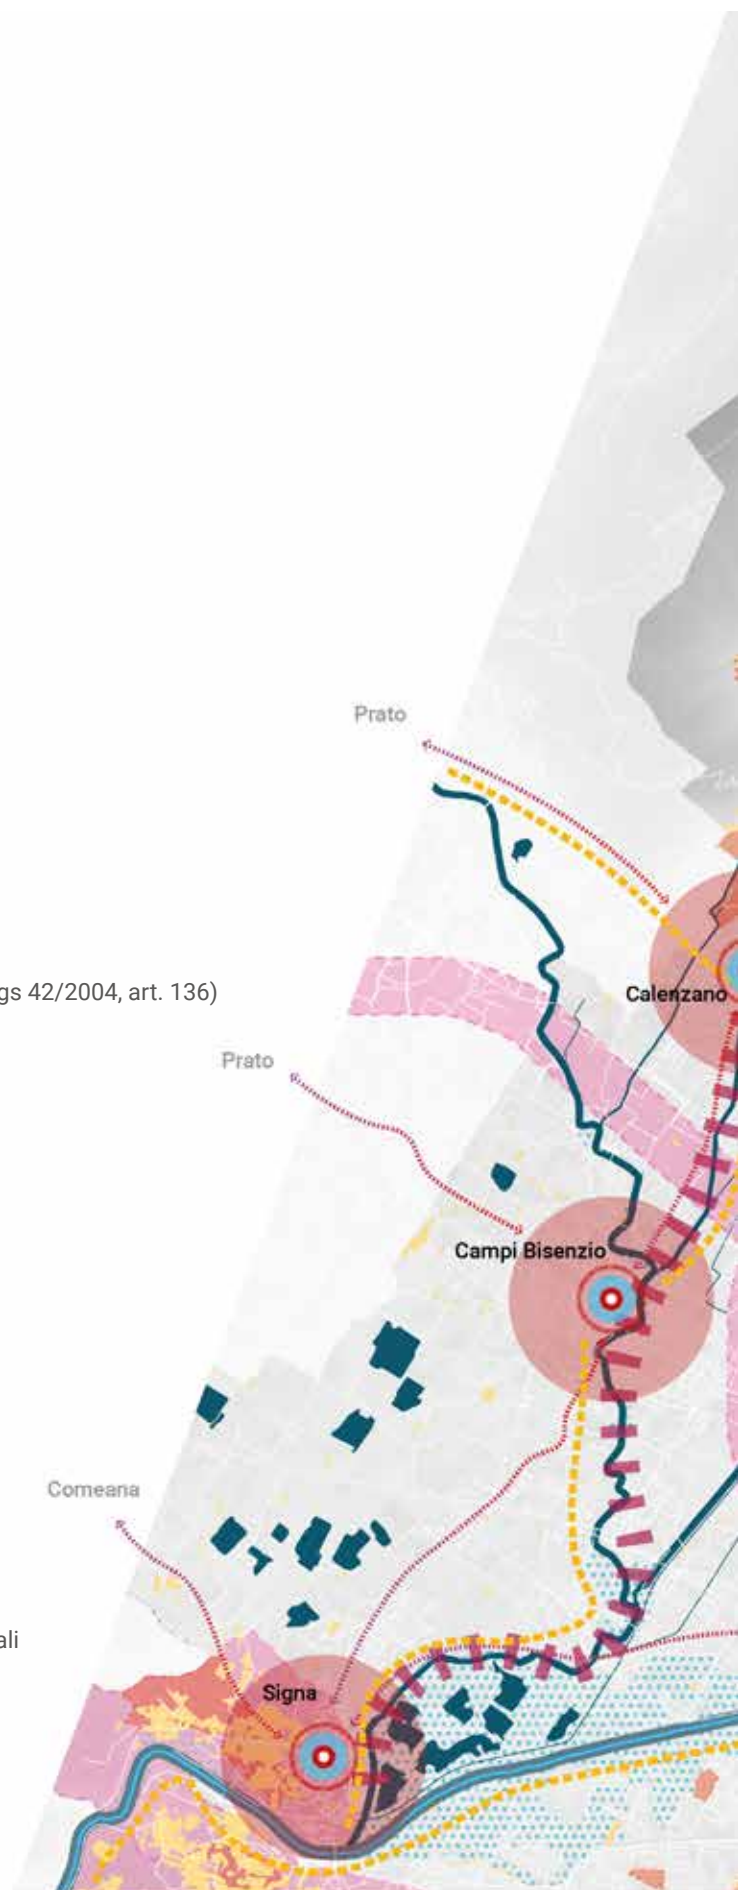 Prato
Calenzano
gs 42/2004, art. 136)
Prato
Campi Bisenzio
Comeana
ali
Signa